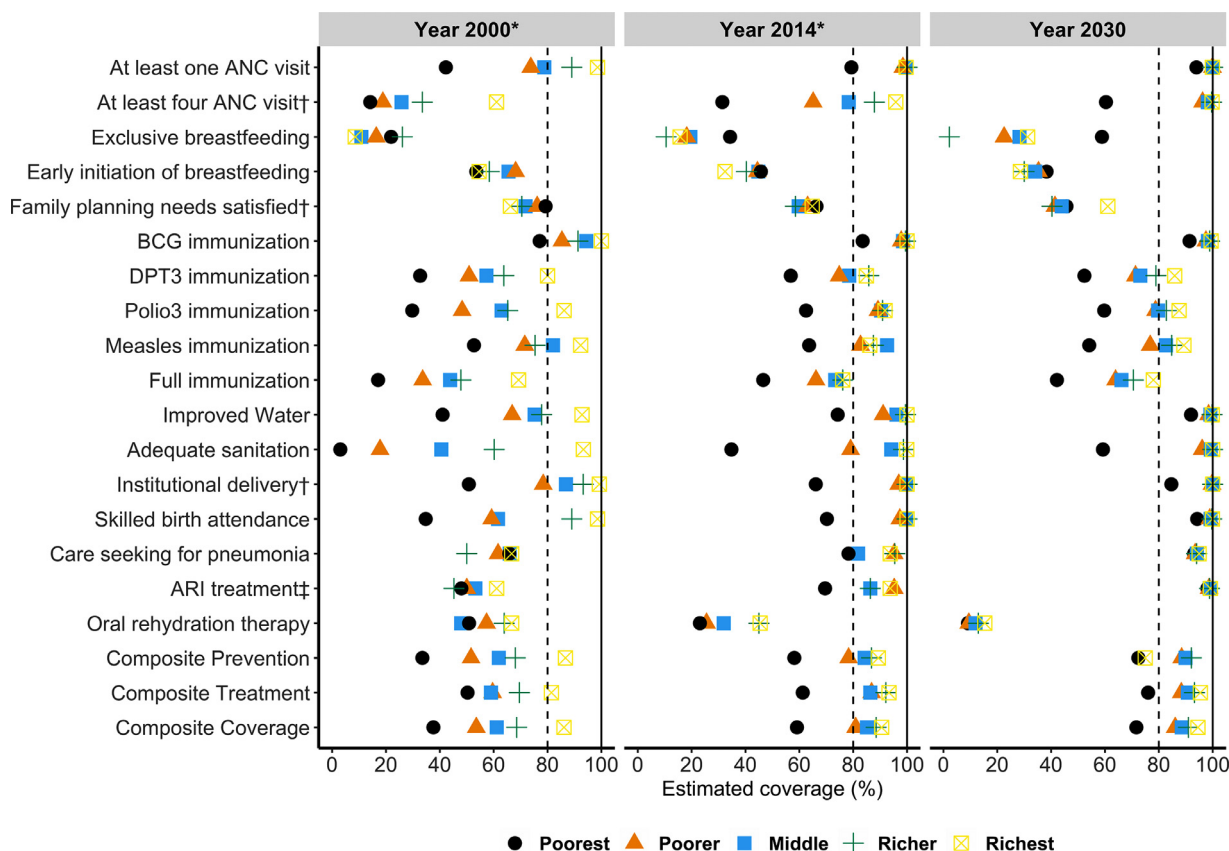 Year 2000* Year 2014* Year 2030
At least one ANC visit
At least four ANC visit†
Exclusive breastfeeding
Early initiation of breastfeeding
Family planning needs satisfied†
BCG immunization
DPT3 immunization
Polio3 immunization
Measles immunization
Full immunization
Improved Water
Adequate sanitation
Institutional delivery†
Skilled birth attendance
Care seeking for pneumonia
ARI treatment‡
Oral rehydration therapy
Composite Prevention
Composite Treatment
Composite Coverage
0 20 40 60 80 100 0 20 40 60 80 100 0 20 40 60 80 100
Estimated coverage (%)
Poorest Poorer Middle Richer Richest